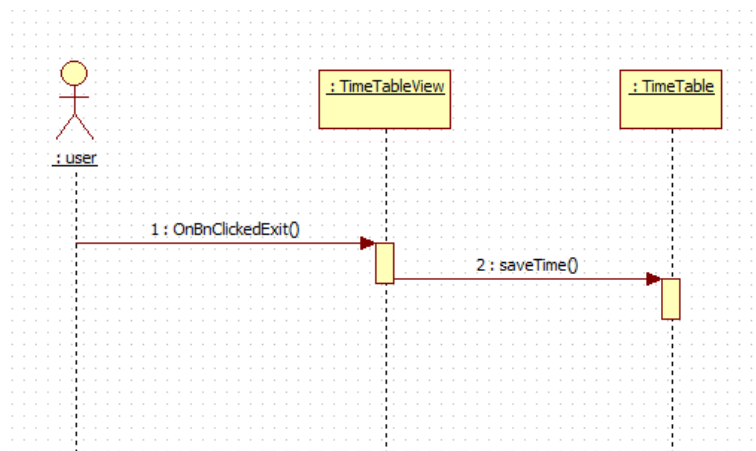 : TimeTableView
: TimeTable
: user
1 : OnBnClickedExit()
2 : saveTime()